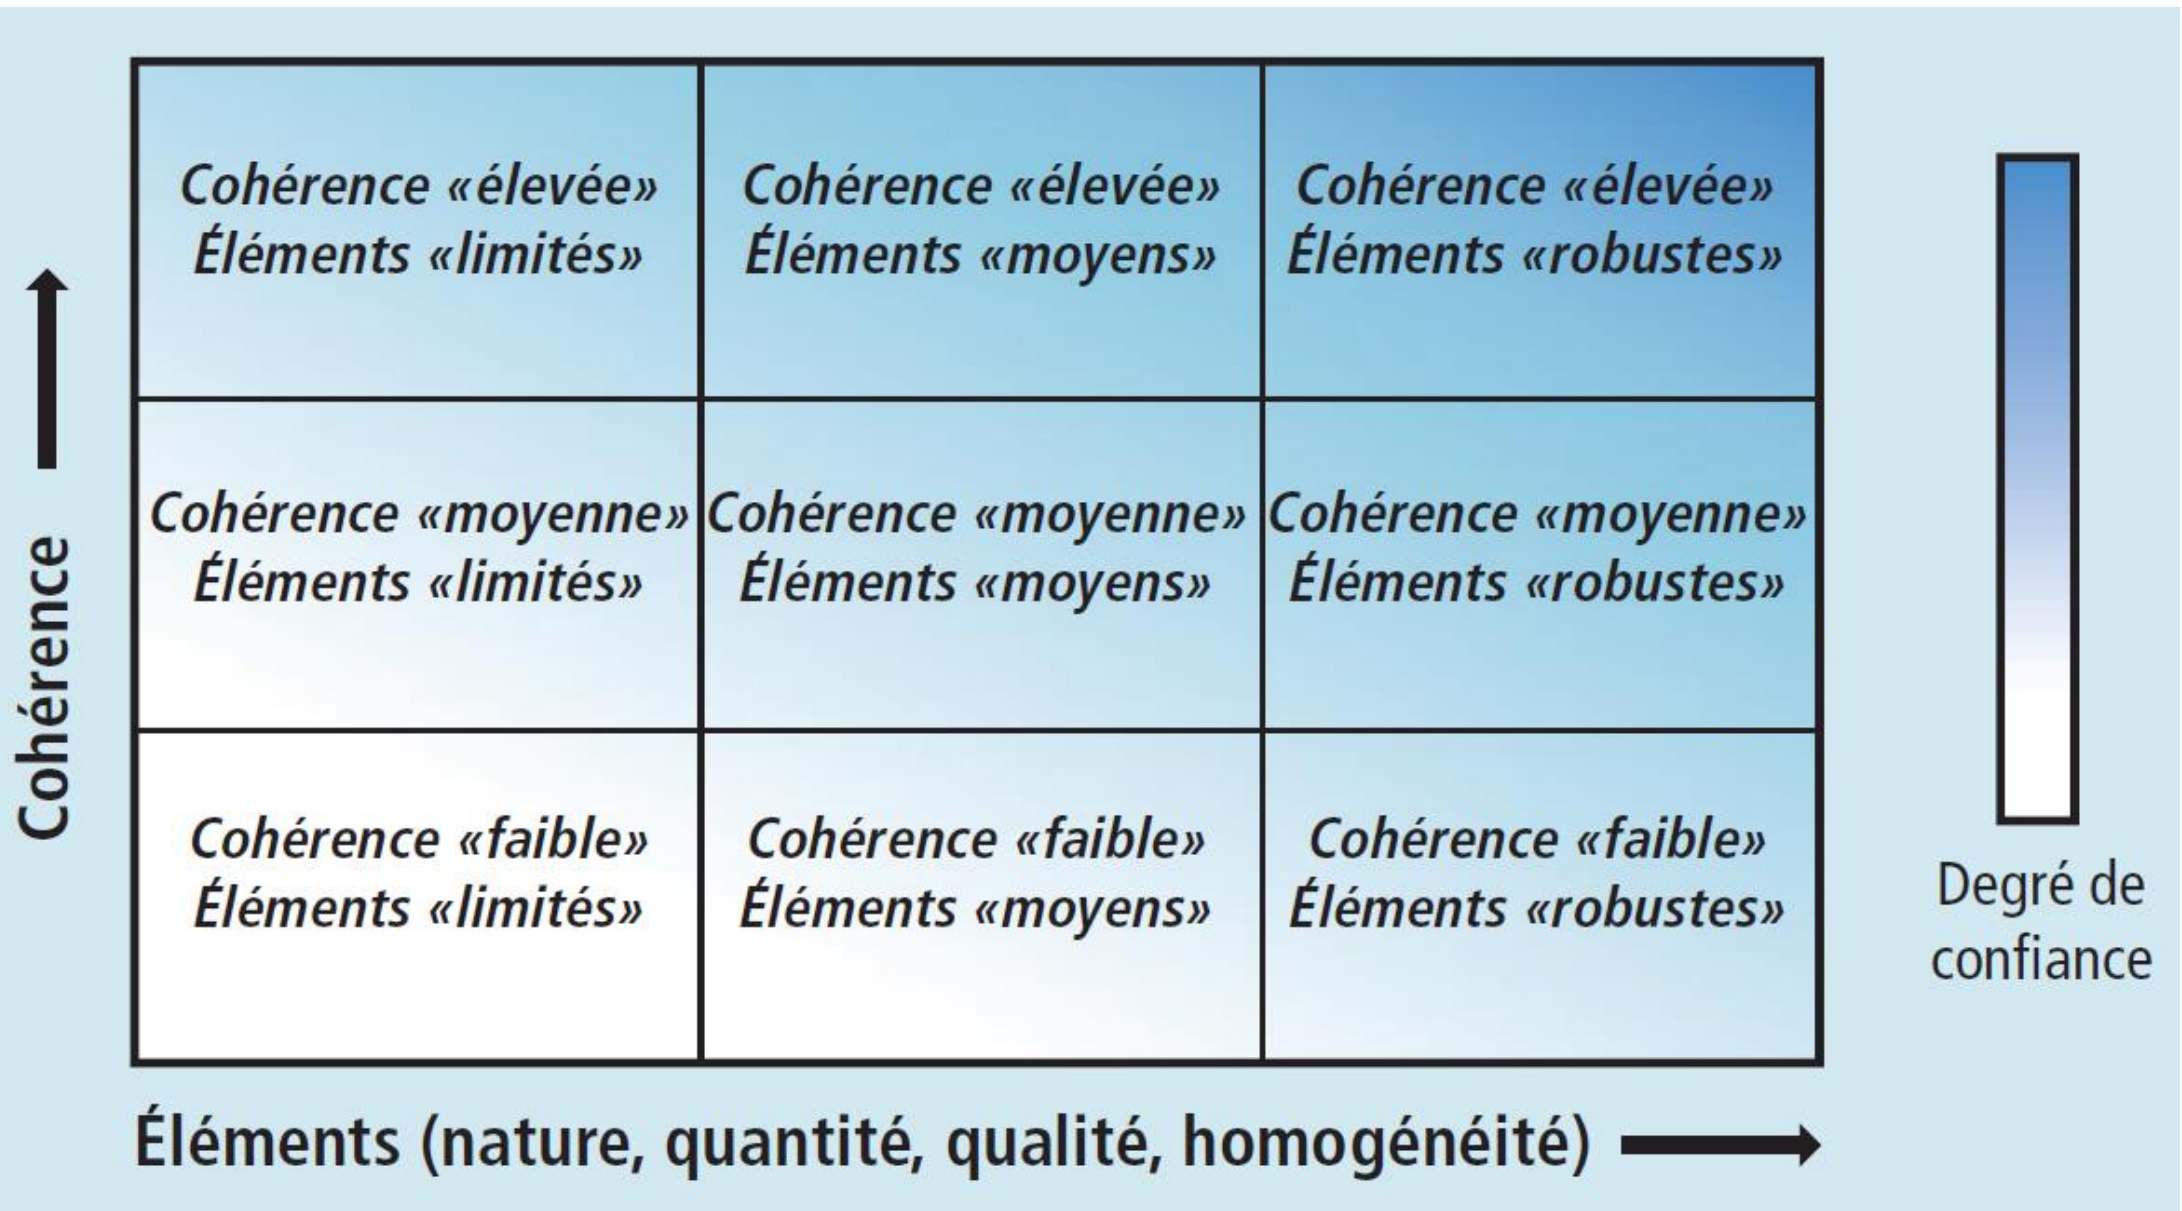 Cohérence «élevée»
Éléments «limités»
Cohérence «élevée»
Éléments «moyens»
Cohérence «élevée»
Éléments «robustes»
Cohérence «moyenne»
Éléments «limités»
Cohérence «moyenne»
Éléments «moyens»
Cohérence «moyenne»
Éléments «robustes»
Cohérence «faible»
Éléments «limités»
Cohérence «faible»
Éléments «moyens»
Cohérence «faible»
Éléments «robustes»
Cohérence
Éléments (nature, quantité, qualité, homogénéité)
Degré de
confiance